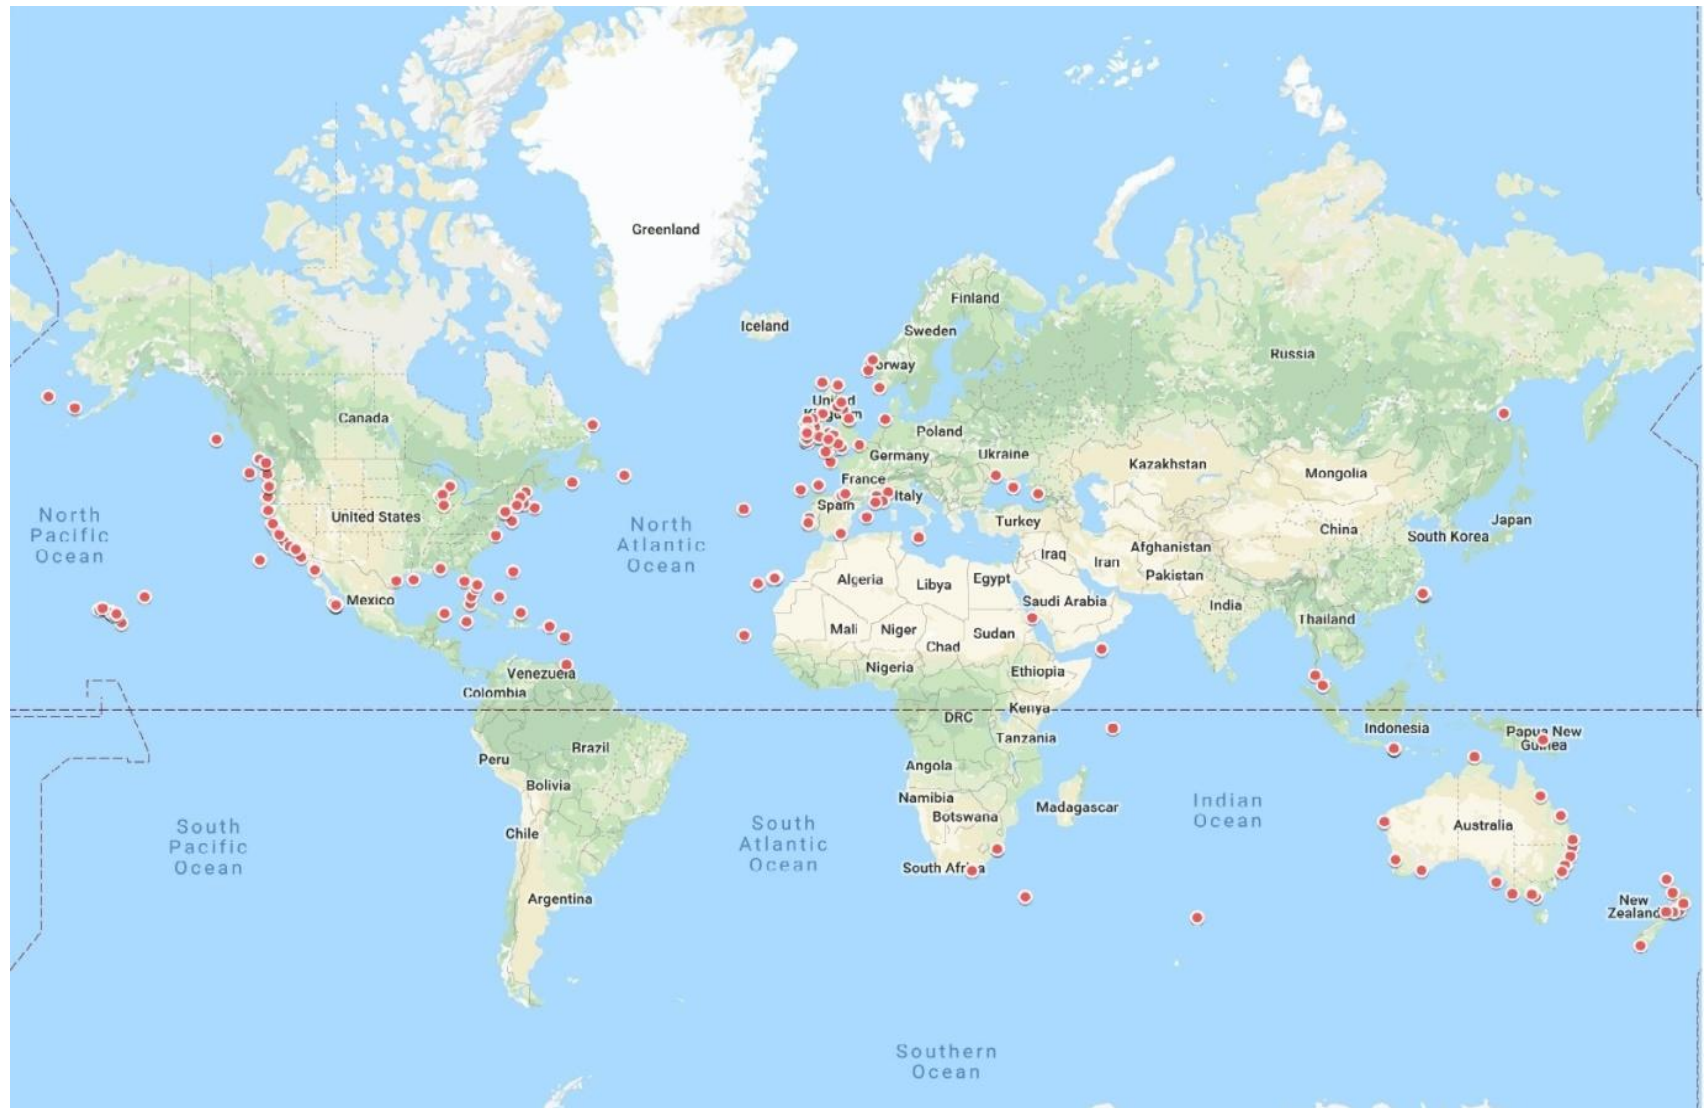 Greenland
Finland
Iceland
Sweden
Norway
Russia
United
Kingdom
Canada
Poland
Germany
Ukraine
Kazakhstan
Mongolia
France
Italy
Spain
North
Pacific
Ocean
United States
North
Atlantic
Ocean
Turkey
Japan
South Korea
China
Iraq
Iran
Afghanistan
Pakistan
Algeria
Libya
Egypt
Saudi Arabia
India
Mexico
Thailand
Mali
Niger
Sudan
Chad
Nigeria
Ethiopia
Venezuela
Colombia
Kenya
DRC
Tanzania
Indonesia
Papua New
Guinea
Peru
Brazil
Angola
Bolivia
Namibia
Botswana
Madagascar
Indian
Ocean
Australia
South
Pacific
Ocean
Chile
South
Atlantic
Ocean
South Africa
Argentina
New
Zealand
Southern
Ocean